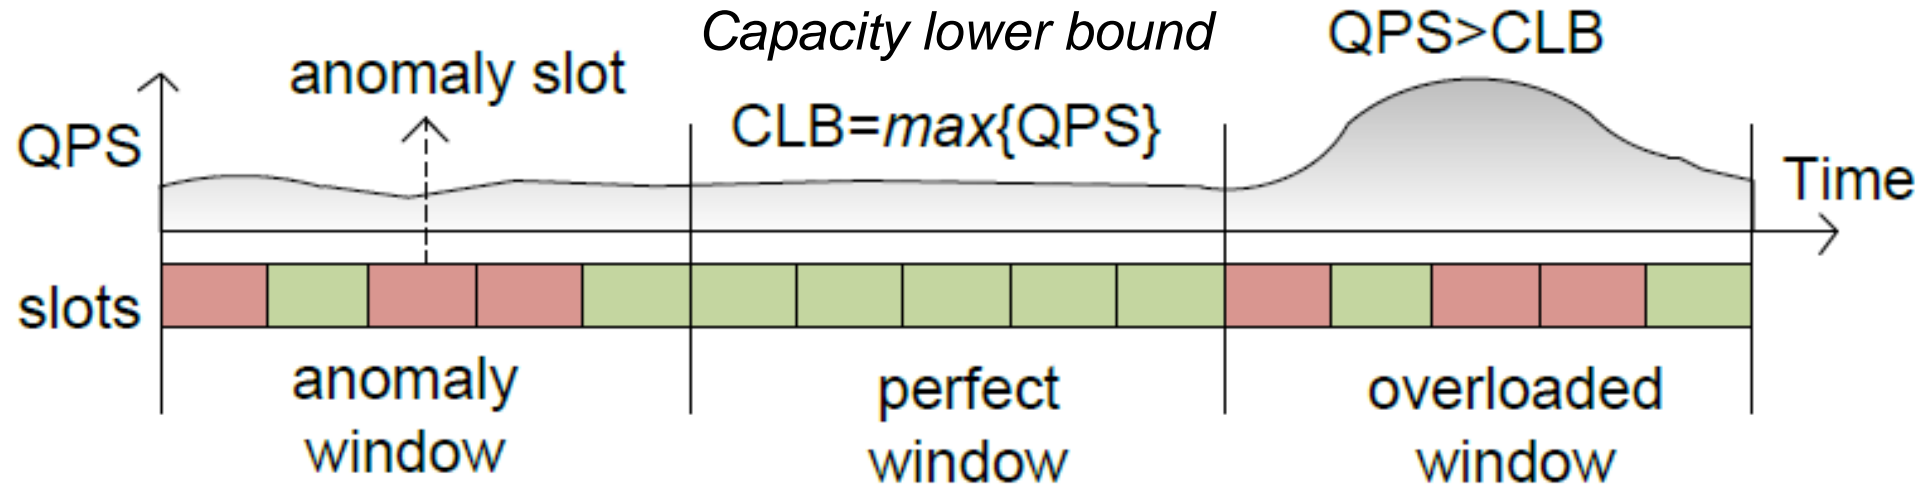 Capacity lower bound
QPS>CLB
anomaly slot
CLB=max{QPS}
QPS
Time
slots
anomaly
window
perfect
window
overloaded
window